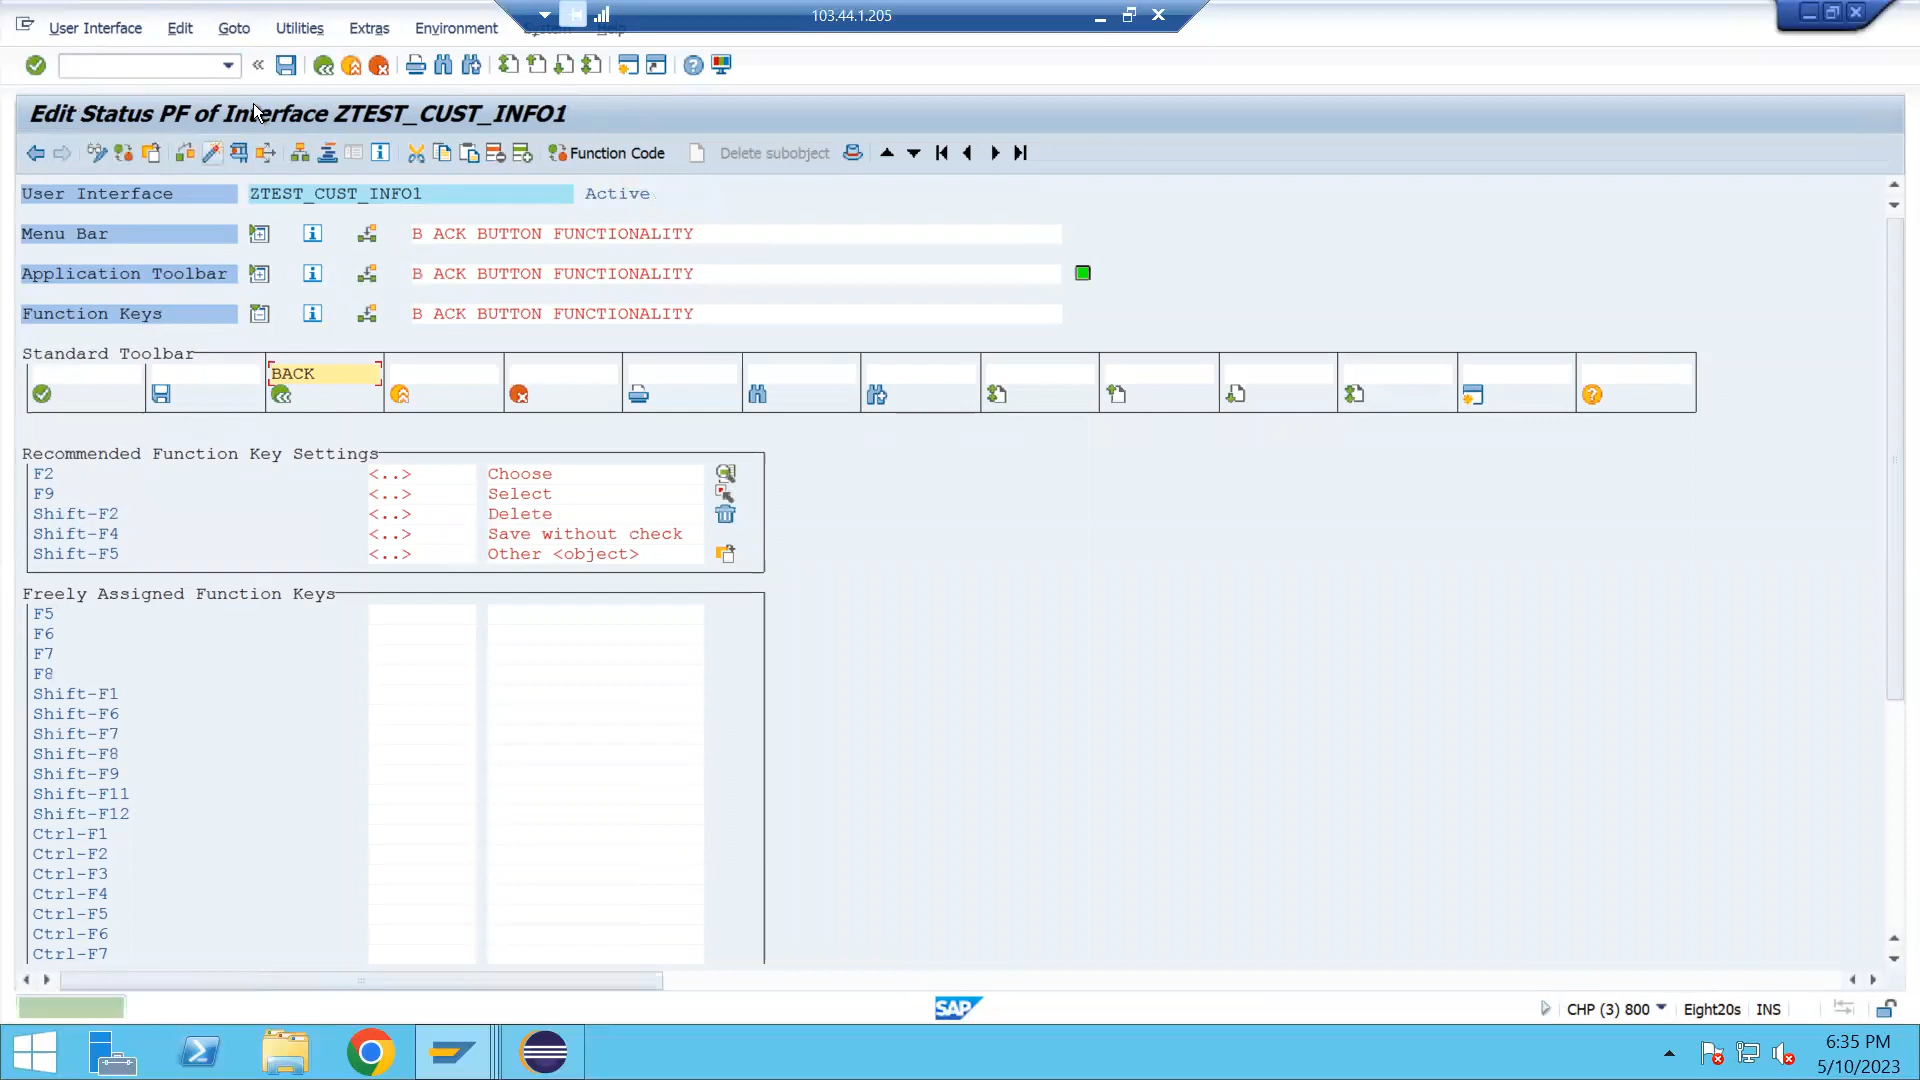 103.44.1.205
User Interface Edit Goto Utilities Extras Environment System Help
Edit Status PF of Interface ZTEST_CUST_INFO1
Function Code Delete subobject
User Interface ZTEST_CUST_INFO1 Active
Menu Bar B ACK BUTTON FUNCTIONALITY
Application Toolbar B ACK BUTTON FUNCTIONALITY
Function Keys B ACK BUTTON FUNCTIONALITY
Standard Toolbar
BACK
Recommended Function Key Settings
F2 <..> Choose
F9 <..> Select
Shift-F2 <..> Delete
Shift-F4 <..> Save without check
Shift-F5 <..> Other <object>
Freely Assigned Function Keys
F5
F6
F7
F8
Shift-F1
Shift-F6
Shift-F7
Shift-F8
Shift-F9
Shift-F11
Shift-F12
Ctrl-F1
Ctrl-F2
Ctrl-F3
Ctrl-F4
Ctrl-F5
Ctrl-F6
Ctrl-F7
SAP CHP (3) 800 Eight20s INS
6:35 PM
5/10/2023